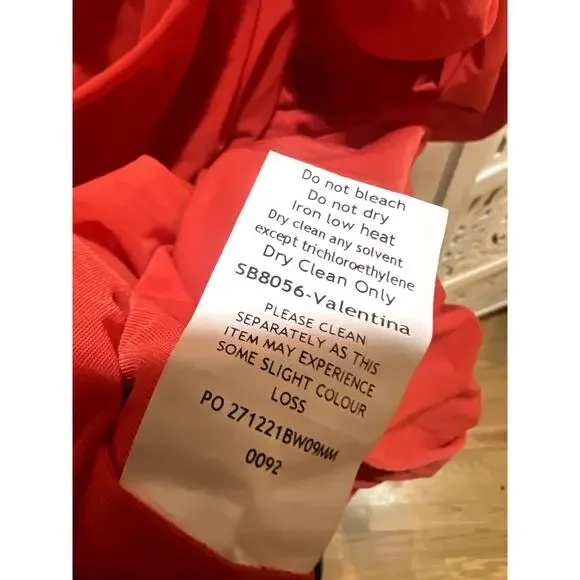 Do not bleach
Do not dry
Iron low heat
Dry clean any solvent
except trichloroethylene
Dry Clean Only
SB8056-Valentina
PLEASE CLEAN
SEPARATELY AS THIS
ITEM MAY EXPERIENCE
SOME SLIGHT COLOUR
LOSS
PO 271221BW09MM
0092